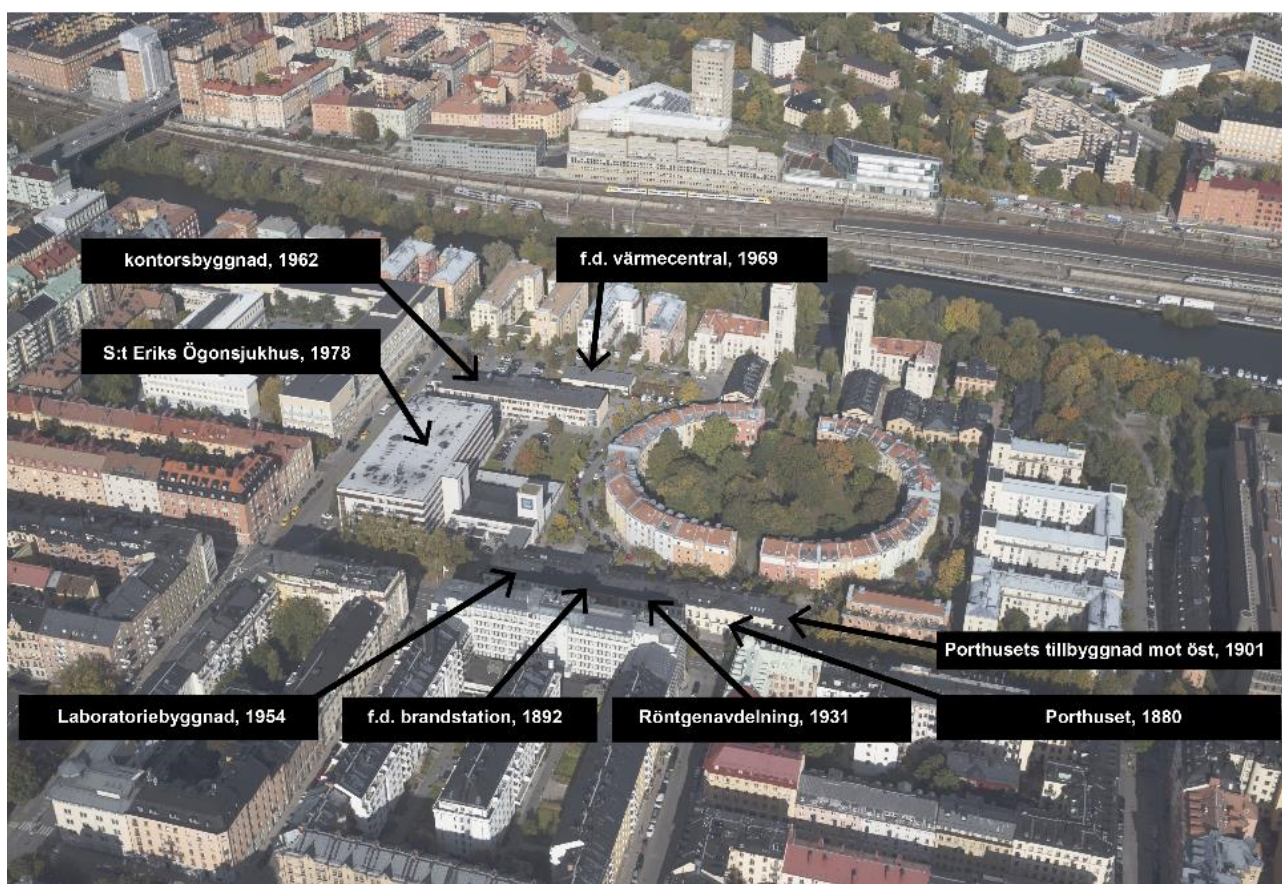 kontorsbyggnad, 1962
f.d. värmecentral, 1969
S:t Eriks Ögonsjukhus, 1978
Porthusets tillbyggnad mot öst, 1901
Laboratoriebyggnad, 1954
f.d. brandstation, 1892
Röntgenavdelning, 1931
Porthuset, 1880